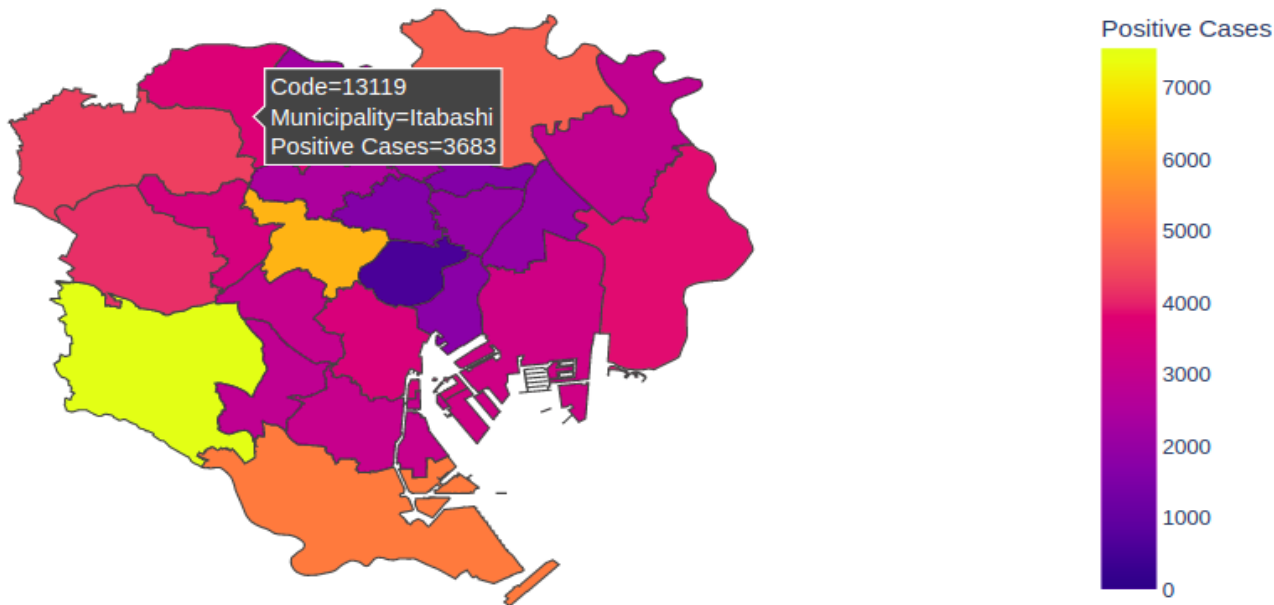 Positive Cases
Code=13119
Municipality=Itabashi
Positive Cases=3683
7000
6000
5000
4000
3000
2000
1000
0